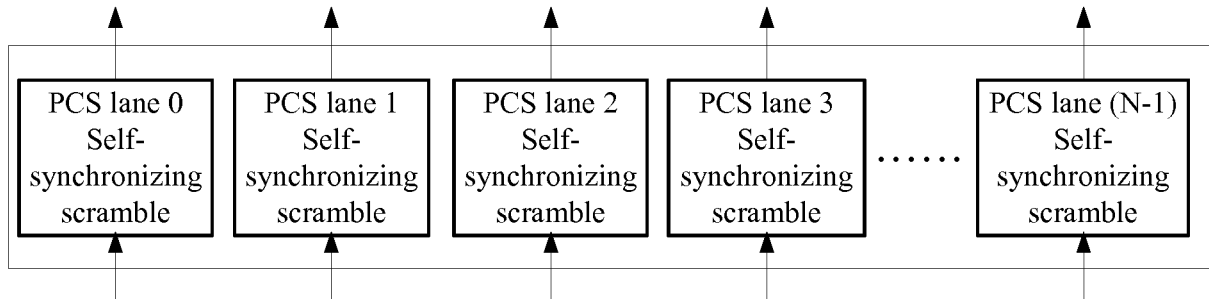 PCS lane 0
Self-
synchronizing
scramble
PCS lane 1
Self-
synchronizing
scramble
PCS lane 2
Self-
synchronizing
scramble
PCS lane 3
Self-
synchronizing
scramble
......
PCS lane (N-1)
Self-
synchronizing
scramble